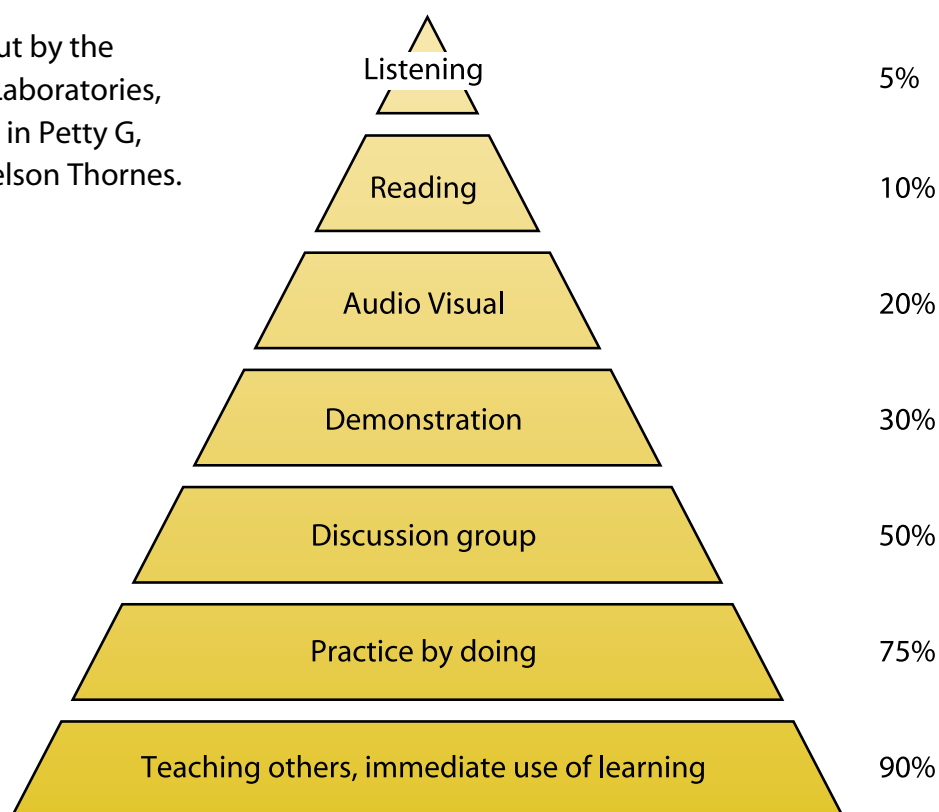 ut by the
aboratories,
in Petty G,
elson Thornes.
Listening 5%
Reading 10%
Audio Visual 20%
Demonstration 30%
Discussion group 50%
Practice by doing 75%
Teaching others, immediate use of learning 90%